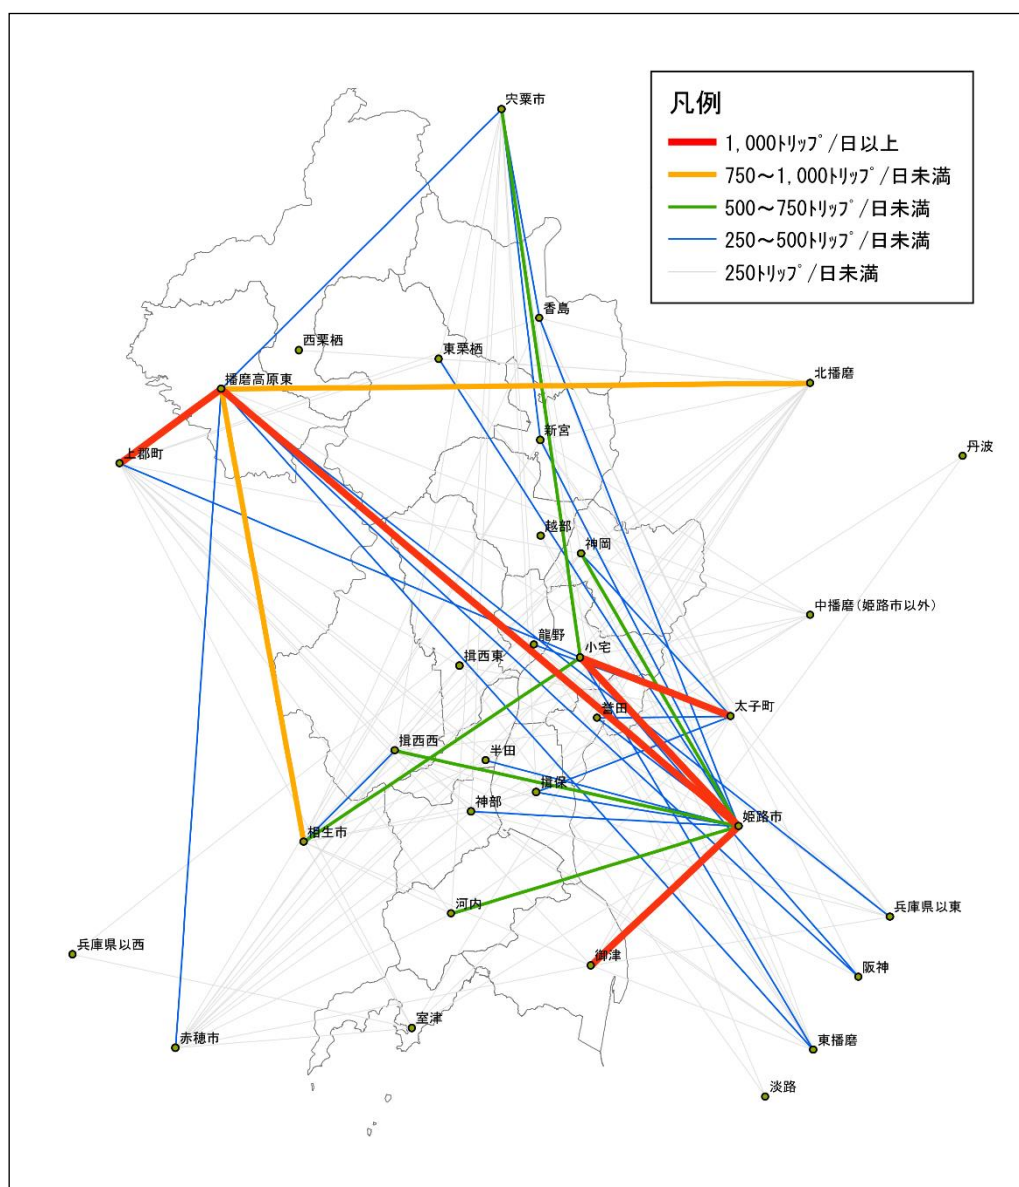 宍粟市
凡例
1,000ﾄﾘｯﾌﾟ/日以上
750～1,000ﾄﾘｯﾌﾟ/日未満
500～750ﾄﾘｯﾌﾟ/日未満
250～500ﾄﾘｯﾌﾟ/日未満
250ﾄﾘｯﾌﾟ/日未満
香島
西栗栖
東栗栖
播磨高原東
北播磨
新宮
上郡町
丹波
越部
神岡
中播磨(姫路市以外)
龍野
小宅
揖西東
誉田
太子町
揖西西
半田
揖保
神部
姫路市
相生市
河内
兵庫県以東
兵庫県以西
御津
阪神
室津
赤穂市
東播磨
淡路